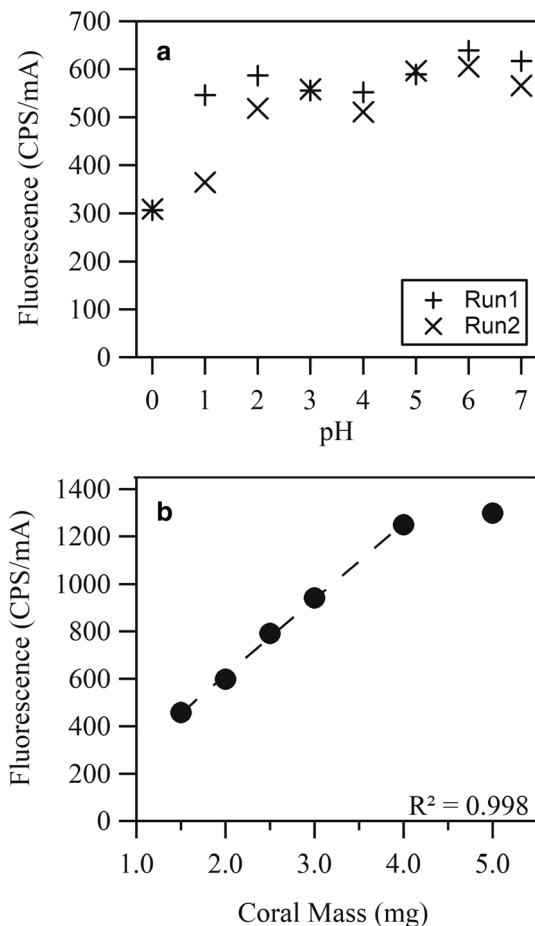 700
a
600
500
400
300
200
100
0
Fluorescence (CPS/mA)
Run1
Run2
0 1 2 3 4 5 6 7
pH
1400
b
1200
1000
800
600
400
200
0
Fluorescence (CPS/mA)
R² = 0.998
1.0 2.0 3.0 4.0 5.0
Coral Mass (mg)